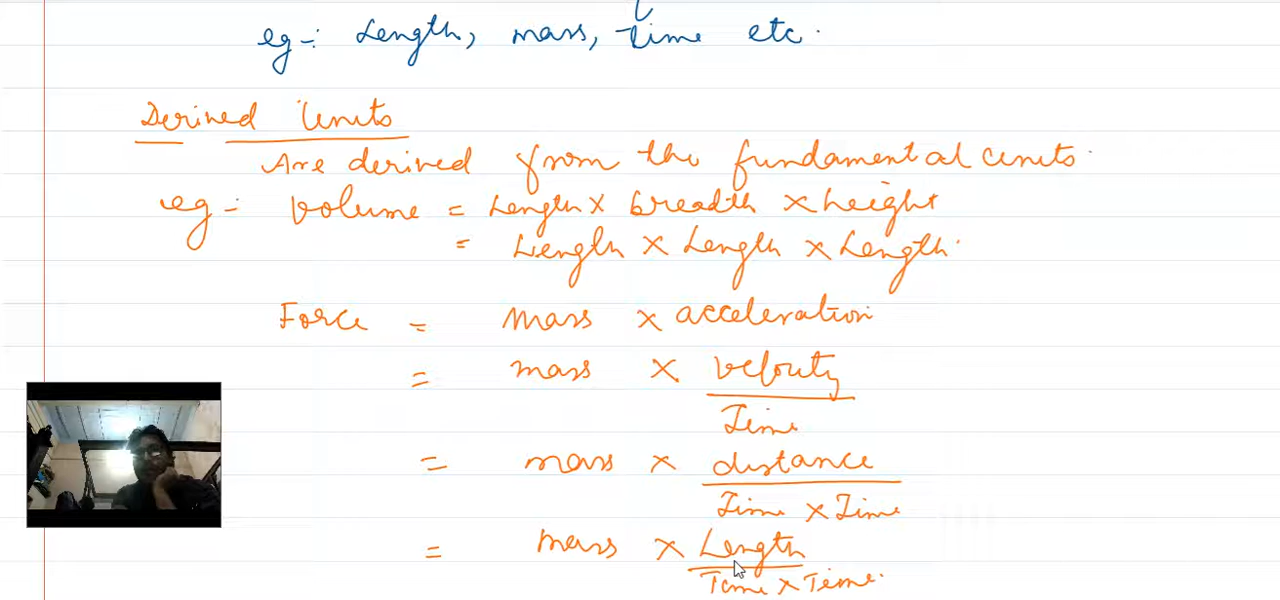 eg-: Length, mass, time etc.
Derived Units
Are derived from the fundamental units.
eg- Volume = Length × breadth × height
= Length × Length × Length.
Force = mass × acceleration
= mass × velocity
Time
= mass × distance
Time × Time
= mass × Length
Time × Time.